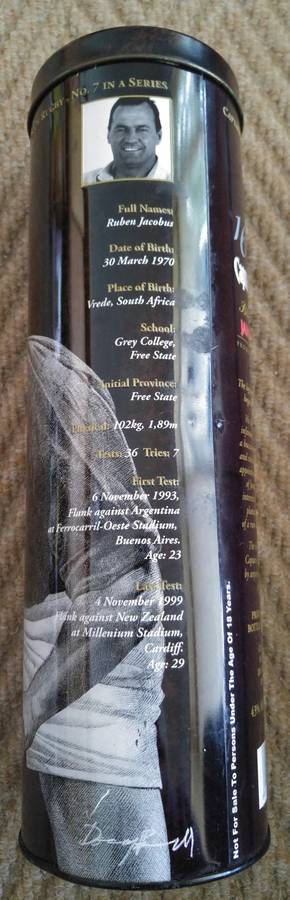 No. 7 IN A SERIES
Full Names:
Ruben Jacobus
Date of Birth:
30 March 1970
Place of Birth:
Vrede, South Africa
School:
Grey College,
Free State
Initial Province:
Free State
Physical: 102kg, 1,89m
Tests: 36 Tries: 7
First Test:
6 November 1993,
Flank against Argentina
at Ferrocarril-Oeste Stadium,
Buenos Aires.
Age: 23
Last Test:
4 November 1999
Flank against New Zealand
at Millenium Stadium,
Cardiff.
Age: 29
Not For Sale To Persons Under The Age Of 18 Years.